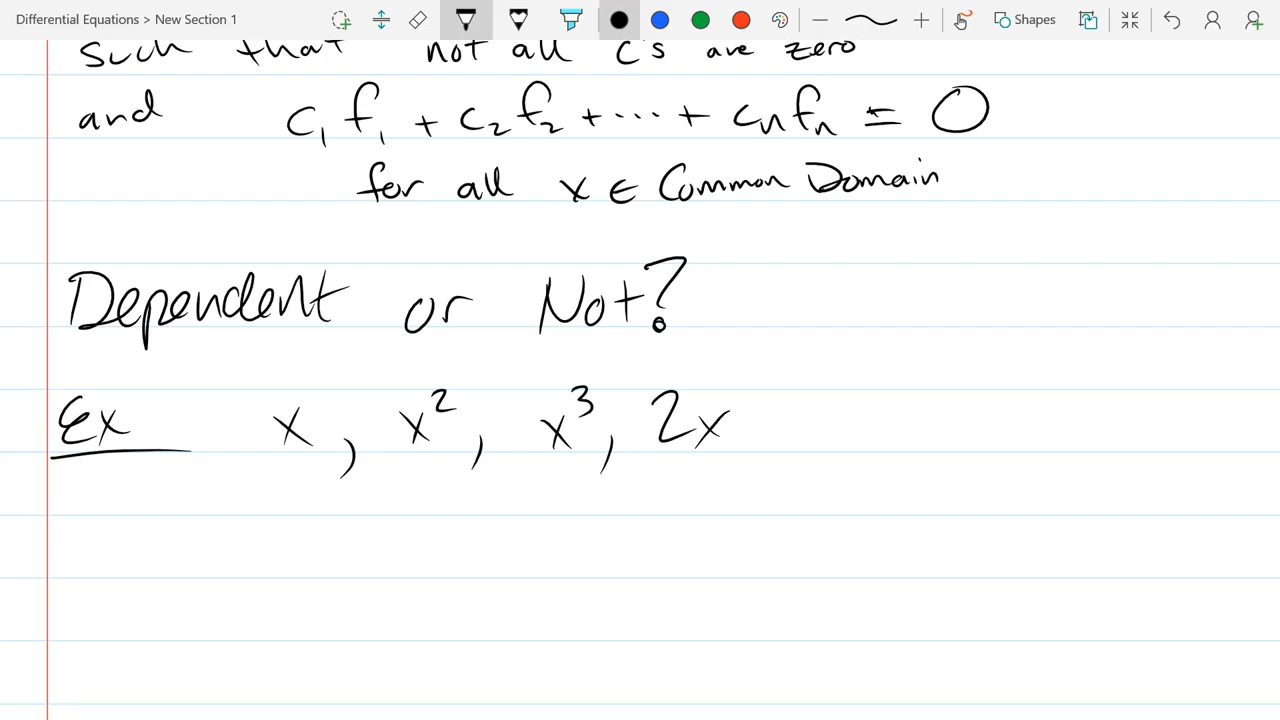 Differential Equations > New Section 1
Shapes
such that not all c's are zero
and c₁f₁ + c₂f₂ + ... + cₙfₙ = 0
for all x ∈ Common Domain
Dependent or Not?
Ex x, x², x³, 2x